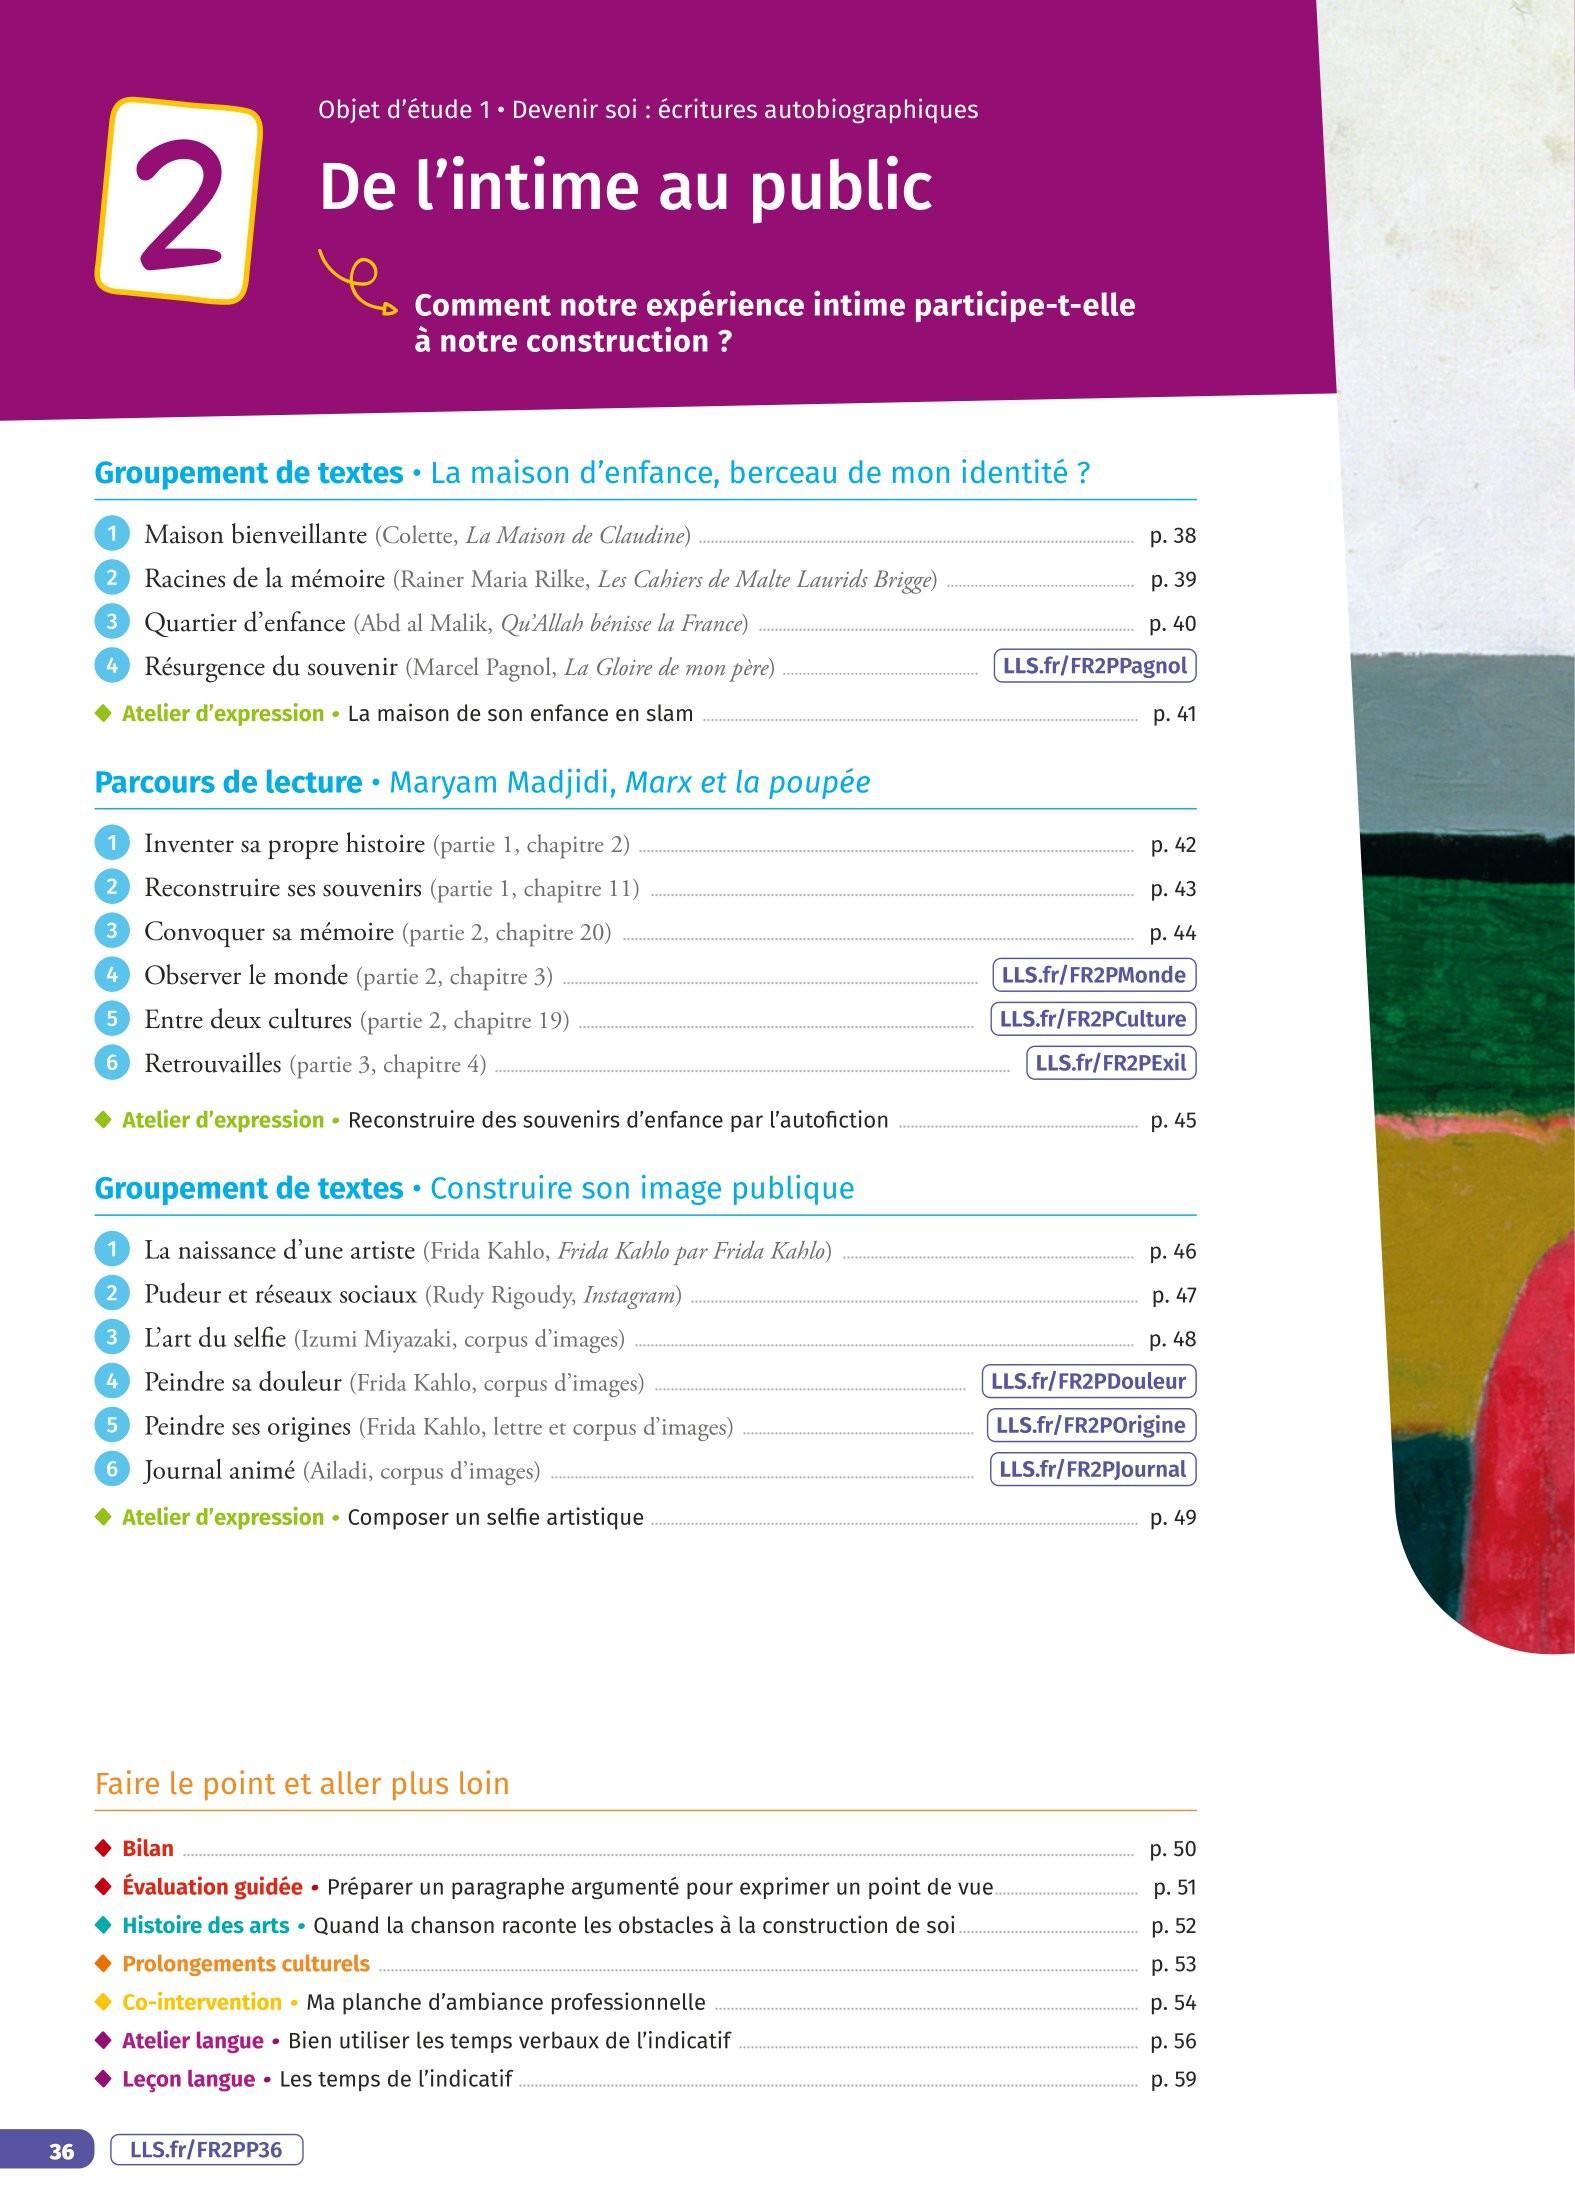 2
Objet d'étude 1 • Devenir soi : écritures autobiographiques
De l'intime au public
Comment notre expérience intime participe-t-elle
à notre construction ?
Groupement de textes • La maison d'enfance, berceau de mon identité ?
1 Maison bienveillante (Colette, La Maison de Claudine) p. 38
2 Racines de la mémoire (Rainer Maria Rilke, Les Cahiers de Malte Laurids Brigge) p. 39
3 Quartier d'enfance (Abd al Malik, Qu'Allah bénisse la France) p. 40
4 Résurgence du souvenir (Marcel Pagnol, La Gloire de mon père) LLS.fr/FR2PPagnol
◆ Atelier d'expression • La maison de son enfance en slam p. 41
Parcours de lecture • Maryam Madjidi, Marx et la poupée
1 Inventer sa propre histoire (partie 1, chapitre 2) p. 42
2 Reconstruire ses souvenirs (partie 1, chapitre 11) p. 43
3 Convoquer sa mémoire (partie 2, chapitre 20) p. 44
4 Observer le monde (partie 2, chapitre 3) LLS.fr/FR2PMonde
5 Entre deux cultures (partie 2, chapitre 19) LLS.fr/FR2PCulture
6 Retrouvailles (partie 3, chapitre 4) LLS.fr/FR2PExil
◆ Atelier d'expression • Reconstruire des souvenirs d'enfance par l'autofiction p. 45
Groupement de textes • Construire son image publique
1 La naissance d'une artiste (Frida Kahlo, Frida Kahlo par Frida Kahlo) p. 46
2 Pudeur et réseaux sociaux (Rudy Rigoudy, Instagram) p. 47
3 L'art du selfie (Izumi Miyazaki, corpus d'images) p. 48
4 Peindre sa douleur (Frida Kahlo, corpus d'images) LLS.fr/FR2PDouleur
5 Peindre ses origines (Frida Kahlo, lettre et corpus d'images) LLS.fr/FR2POrigine
6 Journal animé (Ailadi, corpus d'images) LLS.fr/FR2PJournal
◆ Atelier d'expression • Composer un selfie artistique p. 49
Faire le point et aller plus loin
◆ Bilan p. 50
◆ Évaluation guidée • Préparer un paragraphe argumenté pour exprimer un point de vue p. 51
◆ Histoire des arts • Quand la chanson raconte les obstacles à la construction de soi p. 52
◆ Prolongements culturels p. 53
◆ Co-intervention • Ma planche d'ambiance professionnelle p. 54
◆ Atelier langue • Bien utiliser les temps verbaux de l'indicatif p. 56
◆ Leçon langue • Les temps de l'indicatif p. 59
36 LLS.fr/FR2PP36